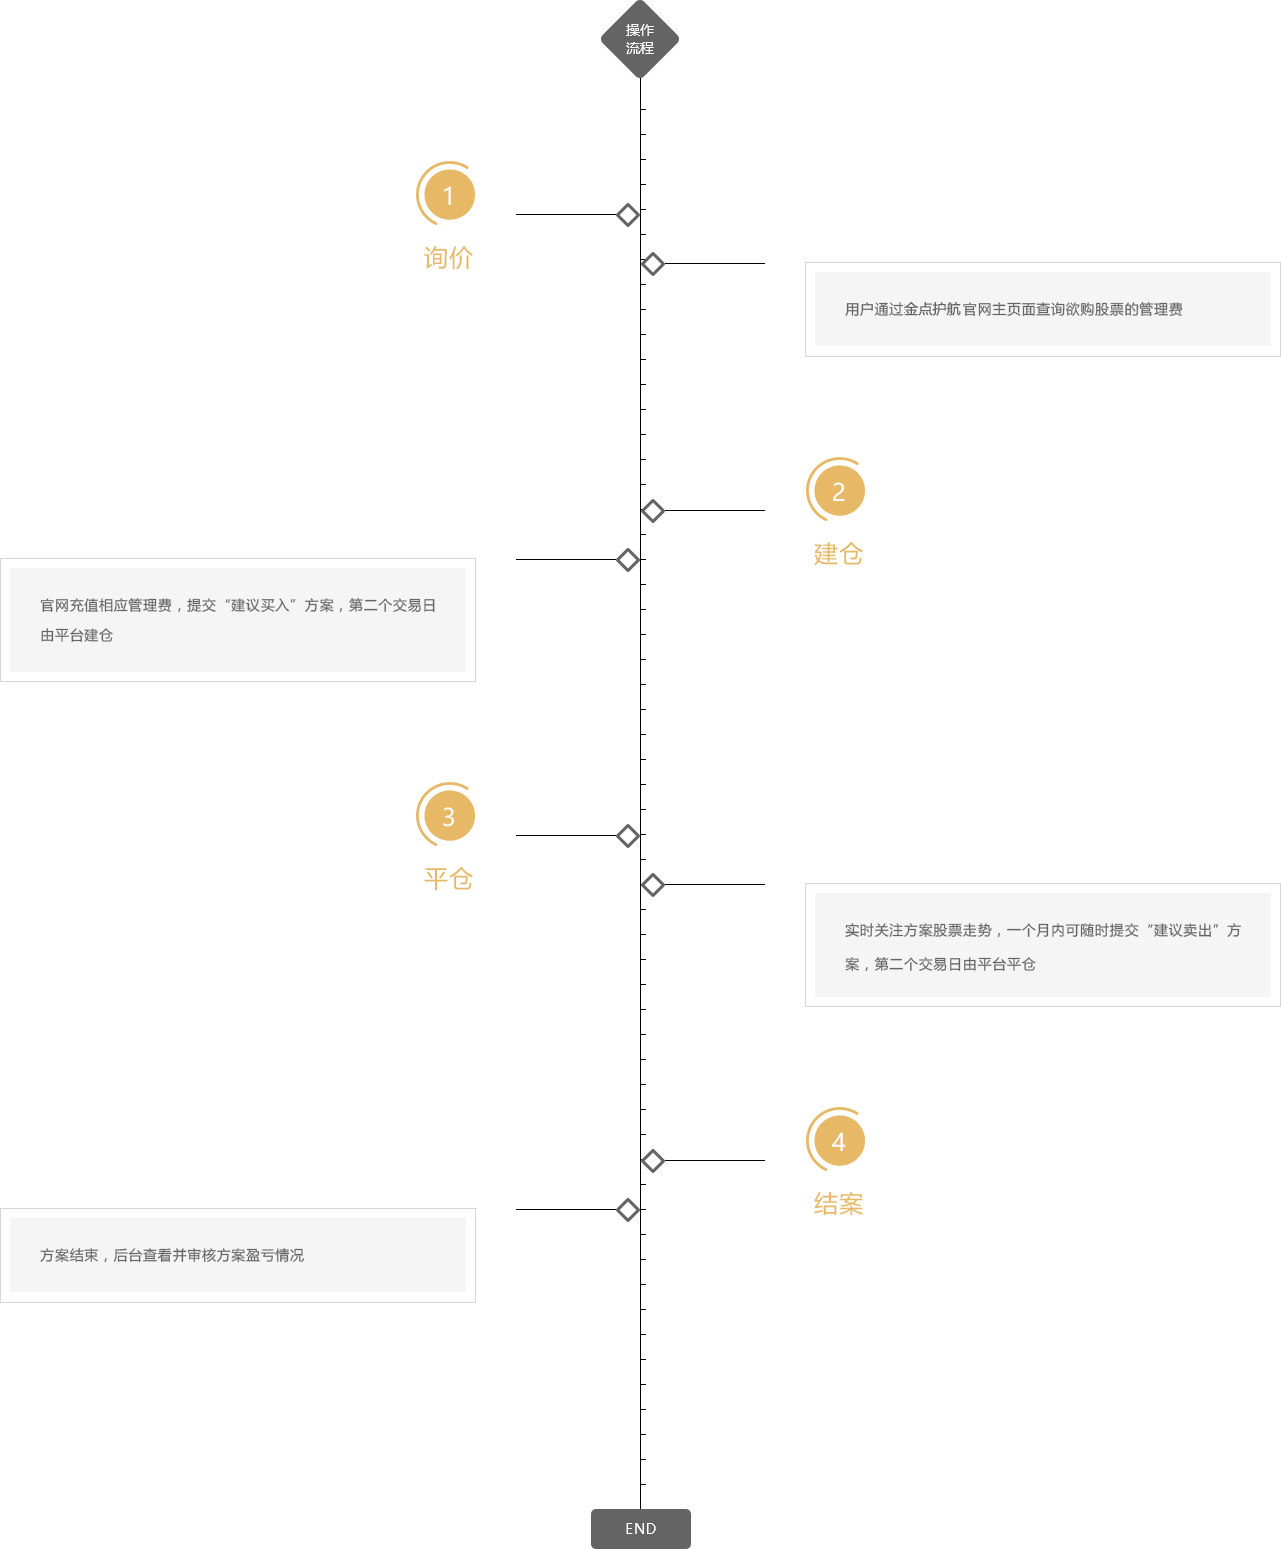 操作
流程
1
询价
用户通过金点护航官网主页面查询欲购股票的管理费
2
建仓
官网充值相应管理费，提交“建议买入”方案，第二个交易日
由平台建仓
3
平仓
实时关注方案股票走势，一个月内可随时提交“建议卖出”方
案，第二个交易日由平台平仓
4
结案
方案结束，后台查看并审核方案盈亏情况
END